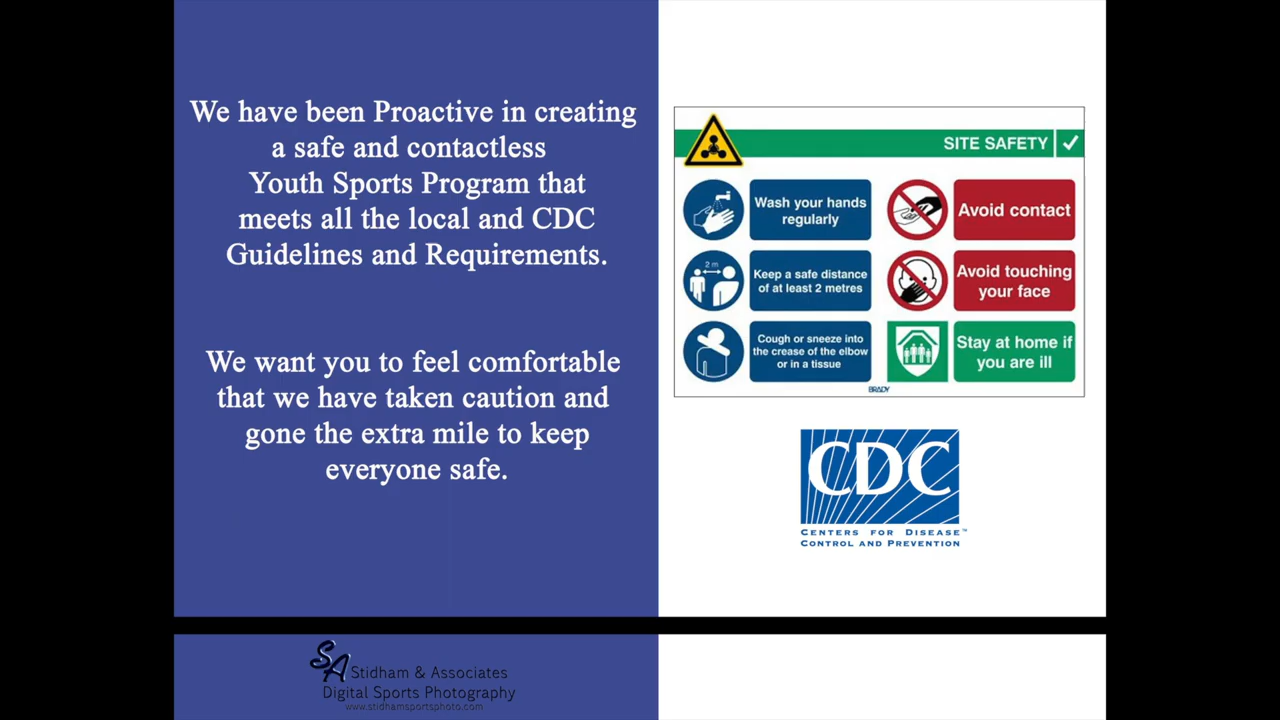 We have been Proactive in creating
a safe and contactless
Youth Sports Program that
meets all the local and CDC
Guidelines and Requirements.
We want you to feel comfortable
that we have taken caution and
gone the extra mile to keep
everyone safe.
SITE SAFETY
Wash your hands
regularly
Avoid contact
2 m
Keep a safe distance
of at least 2 metres
Avoid touching
your face
Cough or sneeze into
the crease of the elbow
or in a tissue
Stay at home if
you are ill
BRADY
CDC
CENTERS FOR DISEASE™
CONTROL AND PREVENTION
SA
Stidham & Associates
Digital Sports Photography
www.stidhamsportsphoto.com